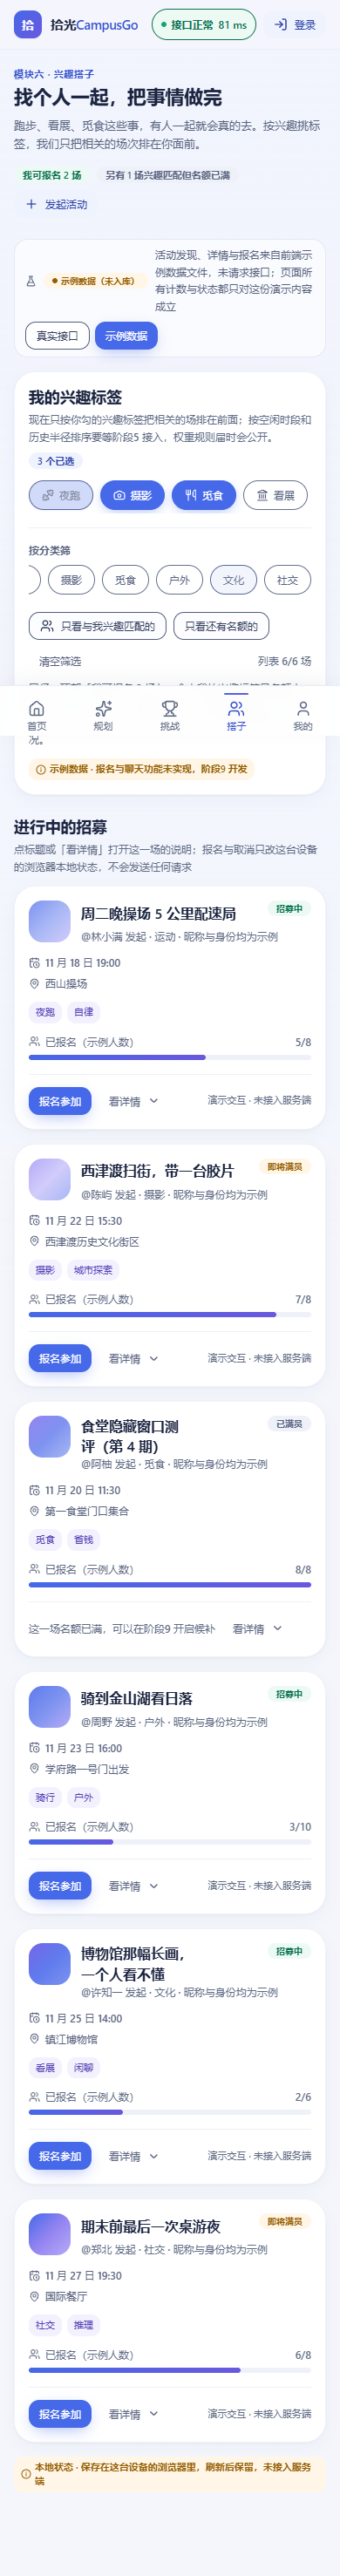 拾
拾光CampusGo
接口正常 81 ms
登录
模块六 · 兴趣搭子
找个人一起，把事情做完
跑步、看展、觅食这些事，有人一起就会真的去。按兴趣挑标
签，我们只把相关的场次排在你面前。
我可报名 2 场
另有 1 场兴趣匹配但名额已满
发起活动
示例数据（未入库）
活动发现、详情与报名来自前端示
例数据文件，未请求接口；页面所
有计数与状态都只对这份演示内容
成立
真实接口
示例数据
我的兴趣标签
现在只按你勾的兴趣标签把相关的场排在前面；按空闲时段和
历史半径排序要等阶段5 接入，权重规则届时会公开。
3 个已选
夜跑
摄影
觅食
看展
按分类筛
摄影
觅食
户外
文化
社交
只看与我兴趣匹配的
只看还有名额的
清空筛选
列表 6/6 场
首页
规划
挑战
搭子
我的
况。
示例数据 · 报名与聊天功能未实现，阶段9 开发
进行中的招募
点标题或「看详情」打开这一场的说明；报名与取消只改这台设备
的浏览器本地状态，不会发送任何请求
周二晚操场 5 公里配速局
招募中
@林小满 发起 · 运动 · 昵称与身份均为示例
11 月 18 日 19:00
西山操场
夜跑
自律
已报名（示例人数）
5/8
报名参加
看详情
演示交互 · 未接入服务端
西津渡扫街，带一台胶片
即将满员
@陈屿 发起 · 摄影 · 昵称与身份均为示例
11 月 22 日 15:30
西津渡历史文化街区
摄影
城市探索
已报名（示例人数）
7/8
报名参加
看详情
演示交互 · 未接入服务端
食堂隐藏窗口测
评（第 4 期）
已满员
@阿柚 发起 · 觅食 · 昵称与身份均为示例
11 月 20 日 11:30
第一食堂门口集合
觅食
省钱
已报名（示例人数）
8/8
这一场名额已满，可以在阶段9 开启候补
看详情
骑到金山湖看日落
招募中
@周野 发起 · 户外 · 昵称与身份均为示例
11 月 23 日 16:00
学府路一号门出发
骑行
户外
已报名（示例人数）
3/10
报名参加
看详情
演示交互 · 未接入服务端
博物馆那幅长画，
一个人看不懂
招募中
@许知一 发起 · 文化 · 昵称与身份均为示例
11 月 25 日 14:00
镇江博物馆
看展
闲聊
已报名（示例人数）
2/6
报名参加
看详情
演示交互 · 未接入服务端
期末前最后一次桌游夜
即将满员
@郑北 发起 · 社交 · 昵称与身份均为示例
11 月 27 日 19:30
国际餐厅
社交
推理
已报名（示例人数）
6/8
报名参加
看详情
演示交互 · 未接入服务端
本地状态 · 保存在这台设备的浏览器里，刷新后保留，未接入服务
端